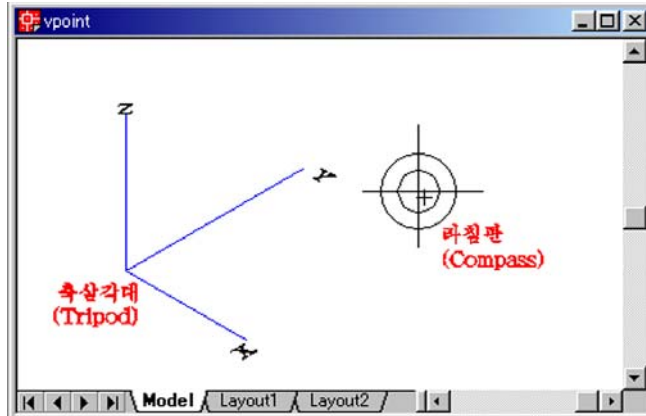 vpoint
Z
Y
나침판
(Compass)
축삼각대
(Tripod)
X
Model
Layout1
Layout2